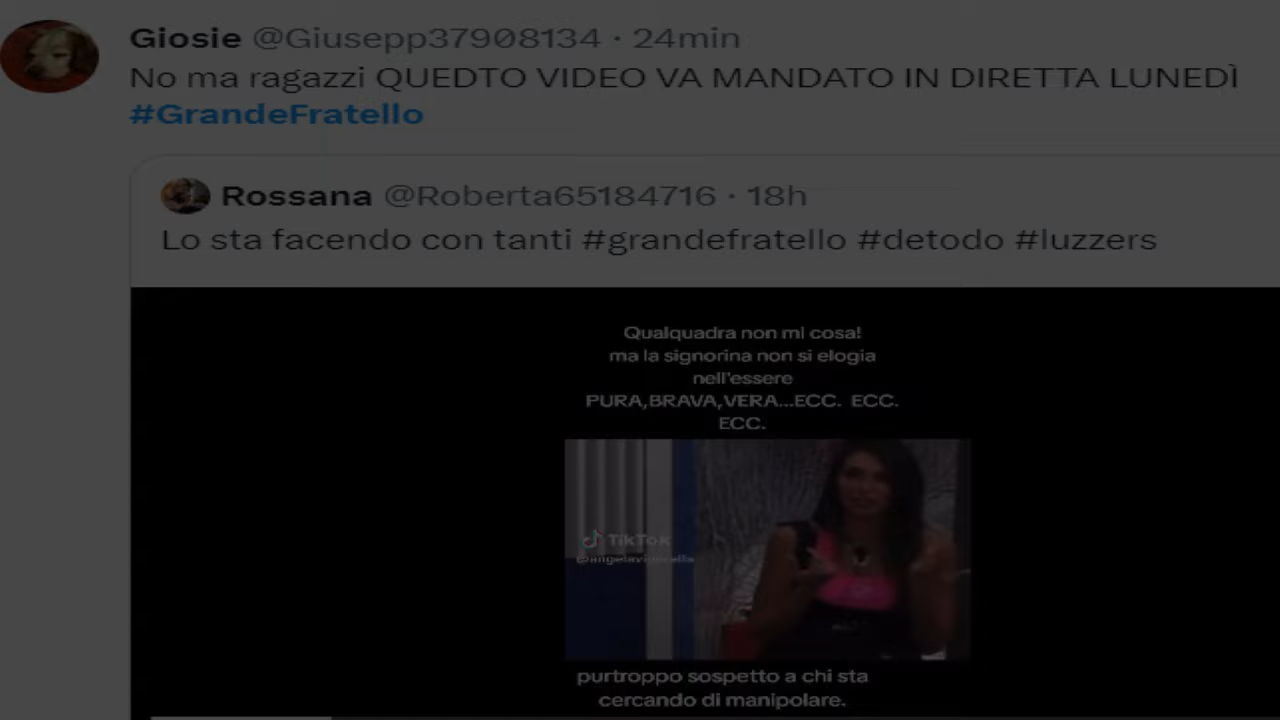 Giosie @Giusepp37908134 · 24min
No ma ragazzi QUEDTO VIDEO VA MANDATO IN DIRETTA LUNEDÌ
#GrandeFratello
Rossana @Roberta65184716 · 18h
Lo sta facendo con tanti #grandefratello #detodo #luzzers
Qualquadra non mi cosa!
ma la signorina non si elogia
nell'essere
PURA,BRAVA,VERA...ECC. ECC.
ECC.
TikTok
purtroppo sospetto a chi sta
cercando di manipolare.